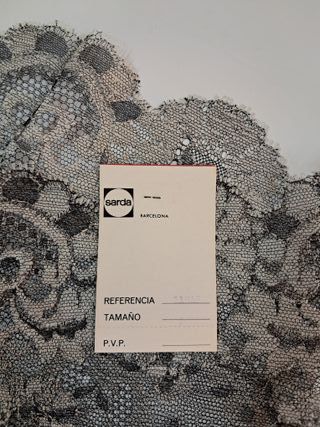 sarda
BARCELONA
REFERENCIA
TAMAÑO
P.V.P.